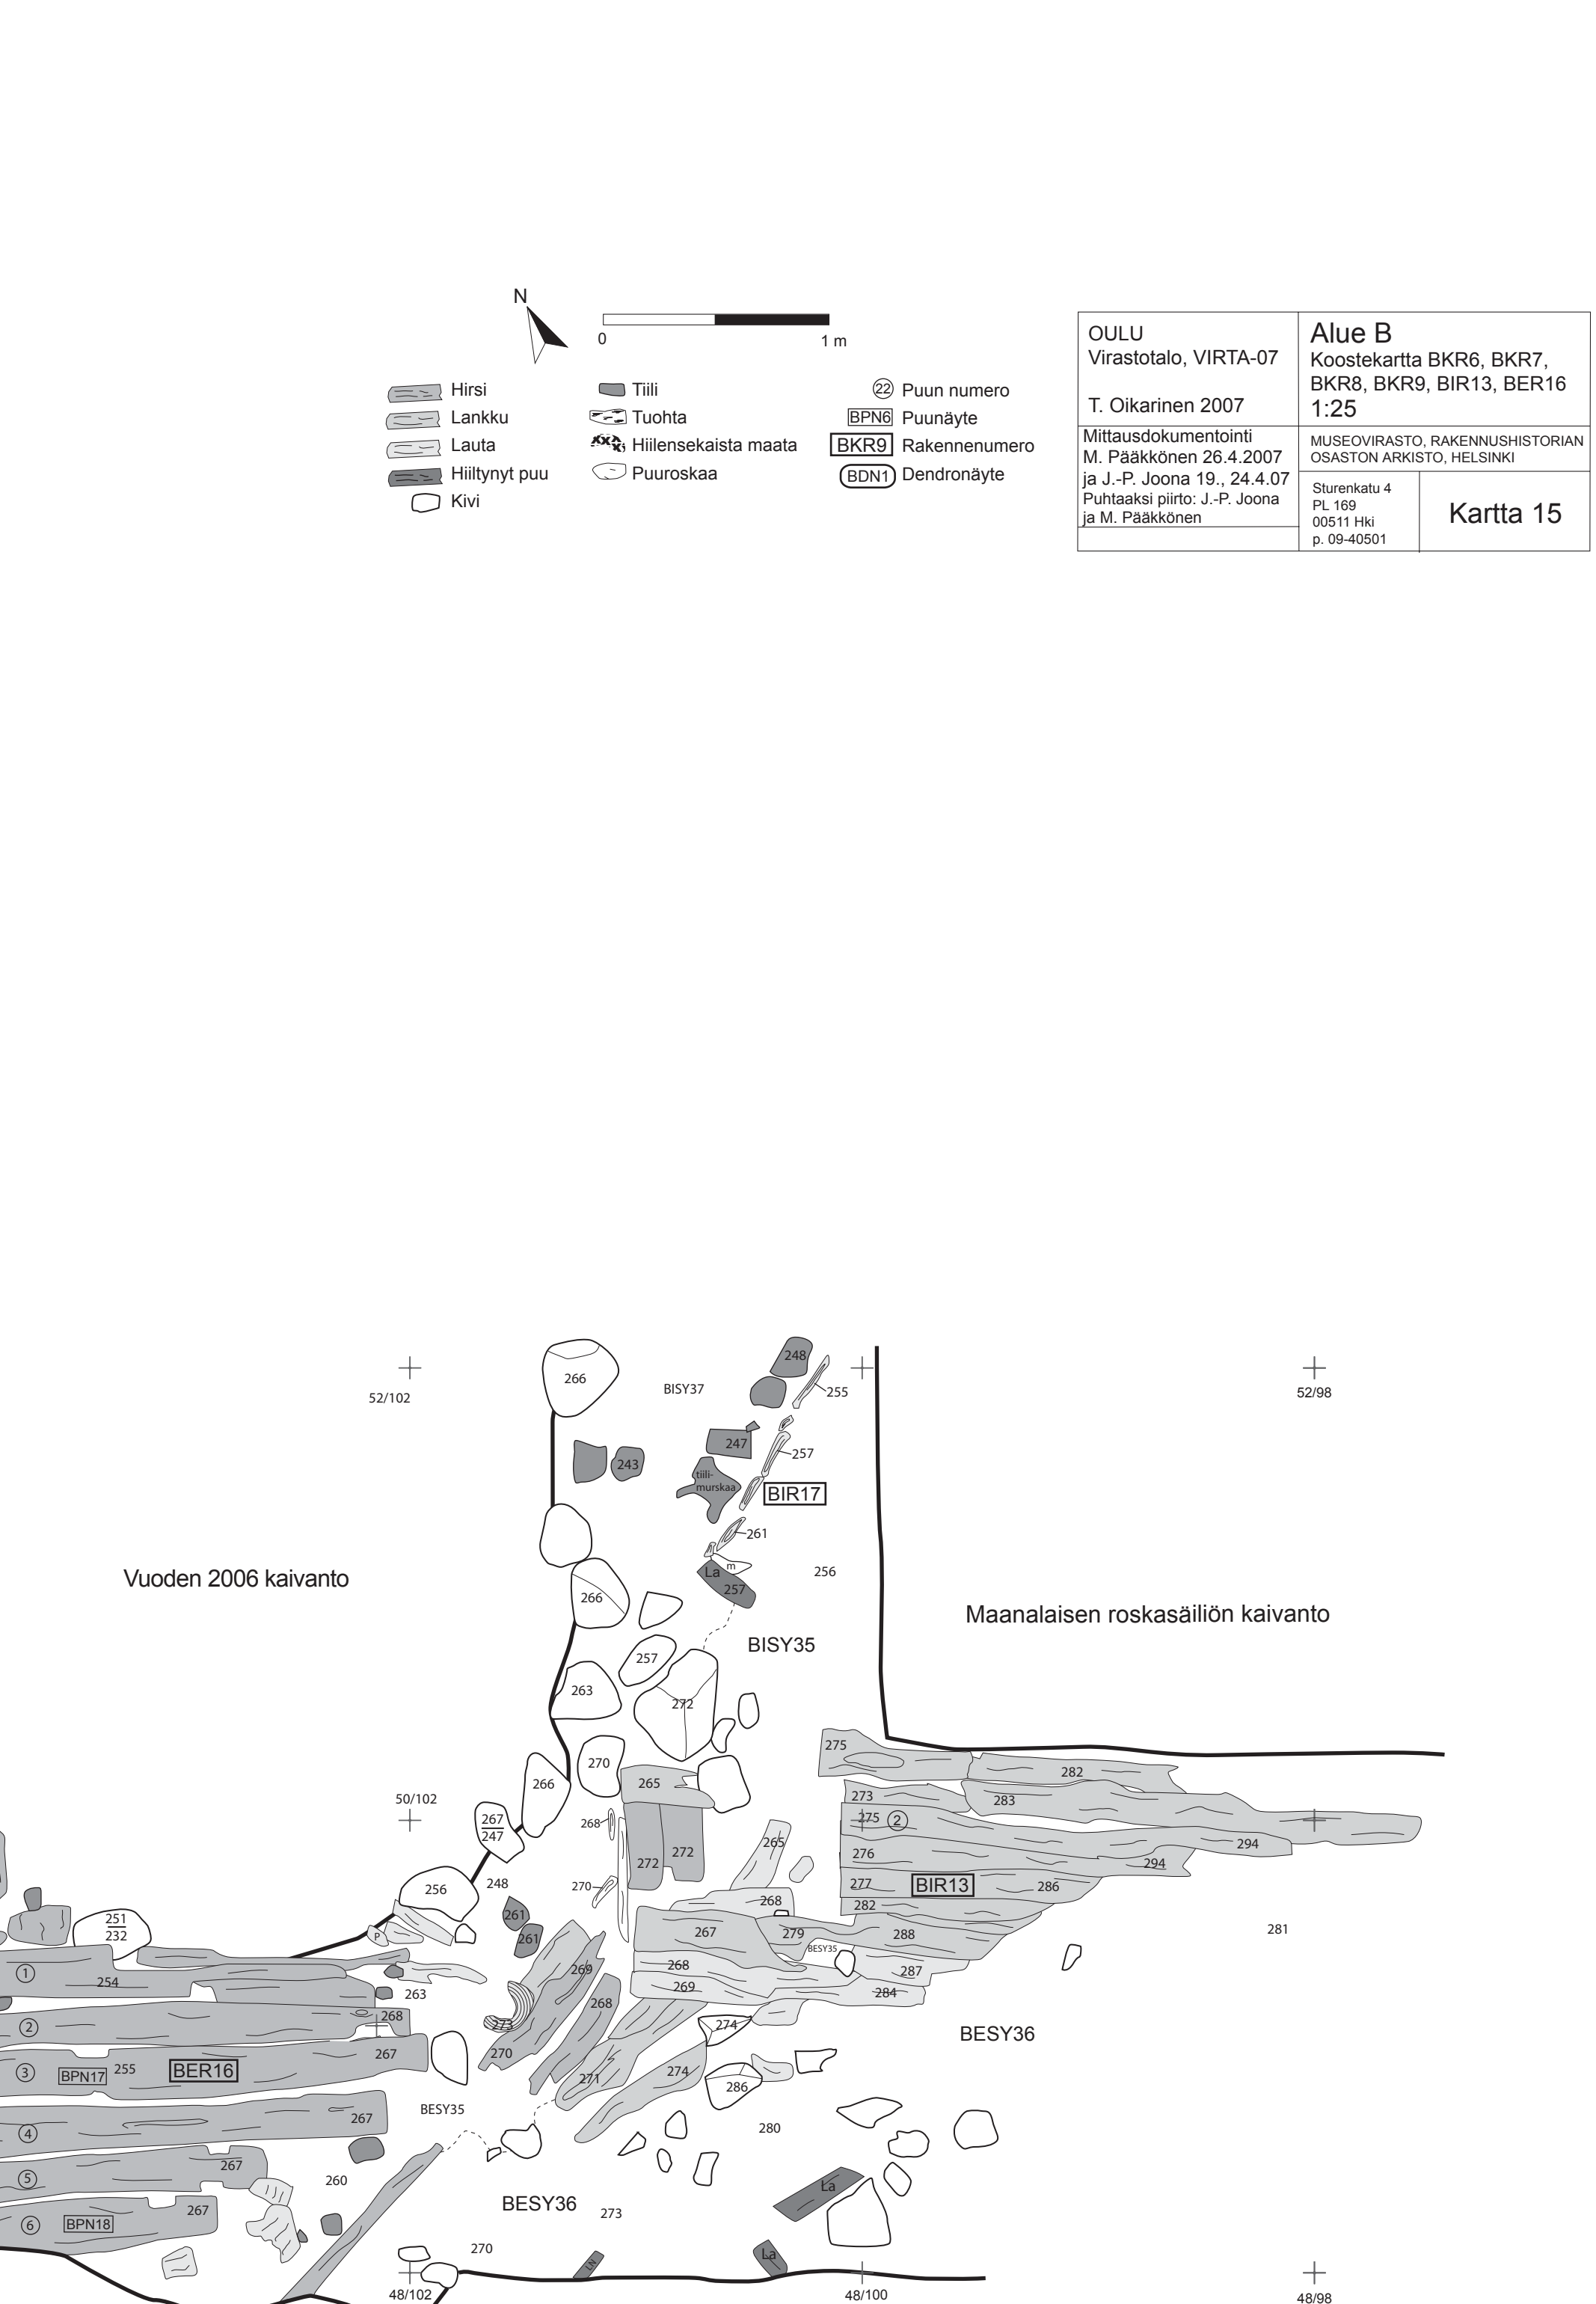 N
0
1 m
Hirsi
Lankku
Lauta
Hiiltynyt puu
Kivi
Tiili
Tuohta
Hiilensekaista maata
Puuroskaa
22 Puun numero
BPN6 Puunäyte
BKR9 Rakennenumero
BDN1 Dendronäyte
OULU
Virastotalo, VIRTA-07
T. Oikarinen 2007
Mittausdokumentointi
M. Pääkkönen 26.4.2007
ja J.-P. Joona 19., 24.4.07
Puhtaaksi piirto: J.-P. Joona
ja M. Pääkkönen
Alue B
Koostekartta BKR6, BKR7,
BKR8, BKR9, BIR13, BER16
1:25
MUSEOVIRASTO, RAKENNUSHISTORIAN
OSASTON ARKISTO, HELSINKI
Sturenkatu 4
PL 169
00511 Hki
p. 09-40501
Kartta 15
248
266
BISY37
255
52/102
52/98
247
257
243
tiili-
murskaa
BIR17
261
m
La
256
Vuoden 2006 kaivanto
257
266
Maanalaisen roskasäiliön kaivanto
BISY35
257
263
272
275
270
282
266
265
273
283
50/102
267
247
268
275 2
265
294
272
272
276
294
248
270
277
BIR13
286
256
268
282
251
232
261
267
279
288
281
P
261
BESY35
1
254
269
268
287
263
269
284
268
268
2
273
274
BESY36
267
270
3
BPN17
255
BER16
271
274
286
BESY35
267
4
280
267
5
260
La
267
BESY36
273
6
BPN18
270
La
LN
48/102
48/100
48/98